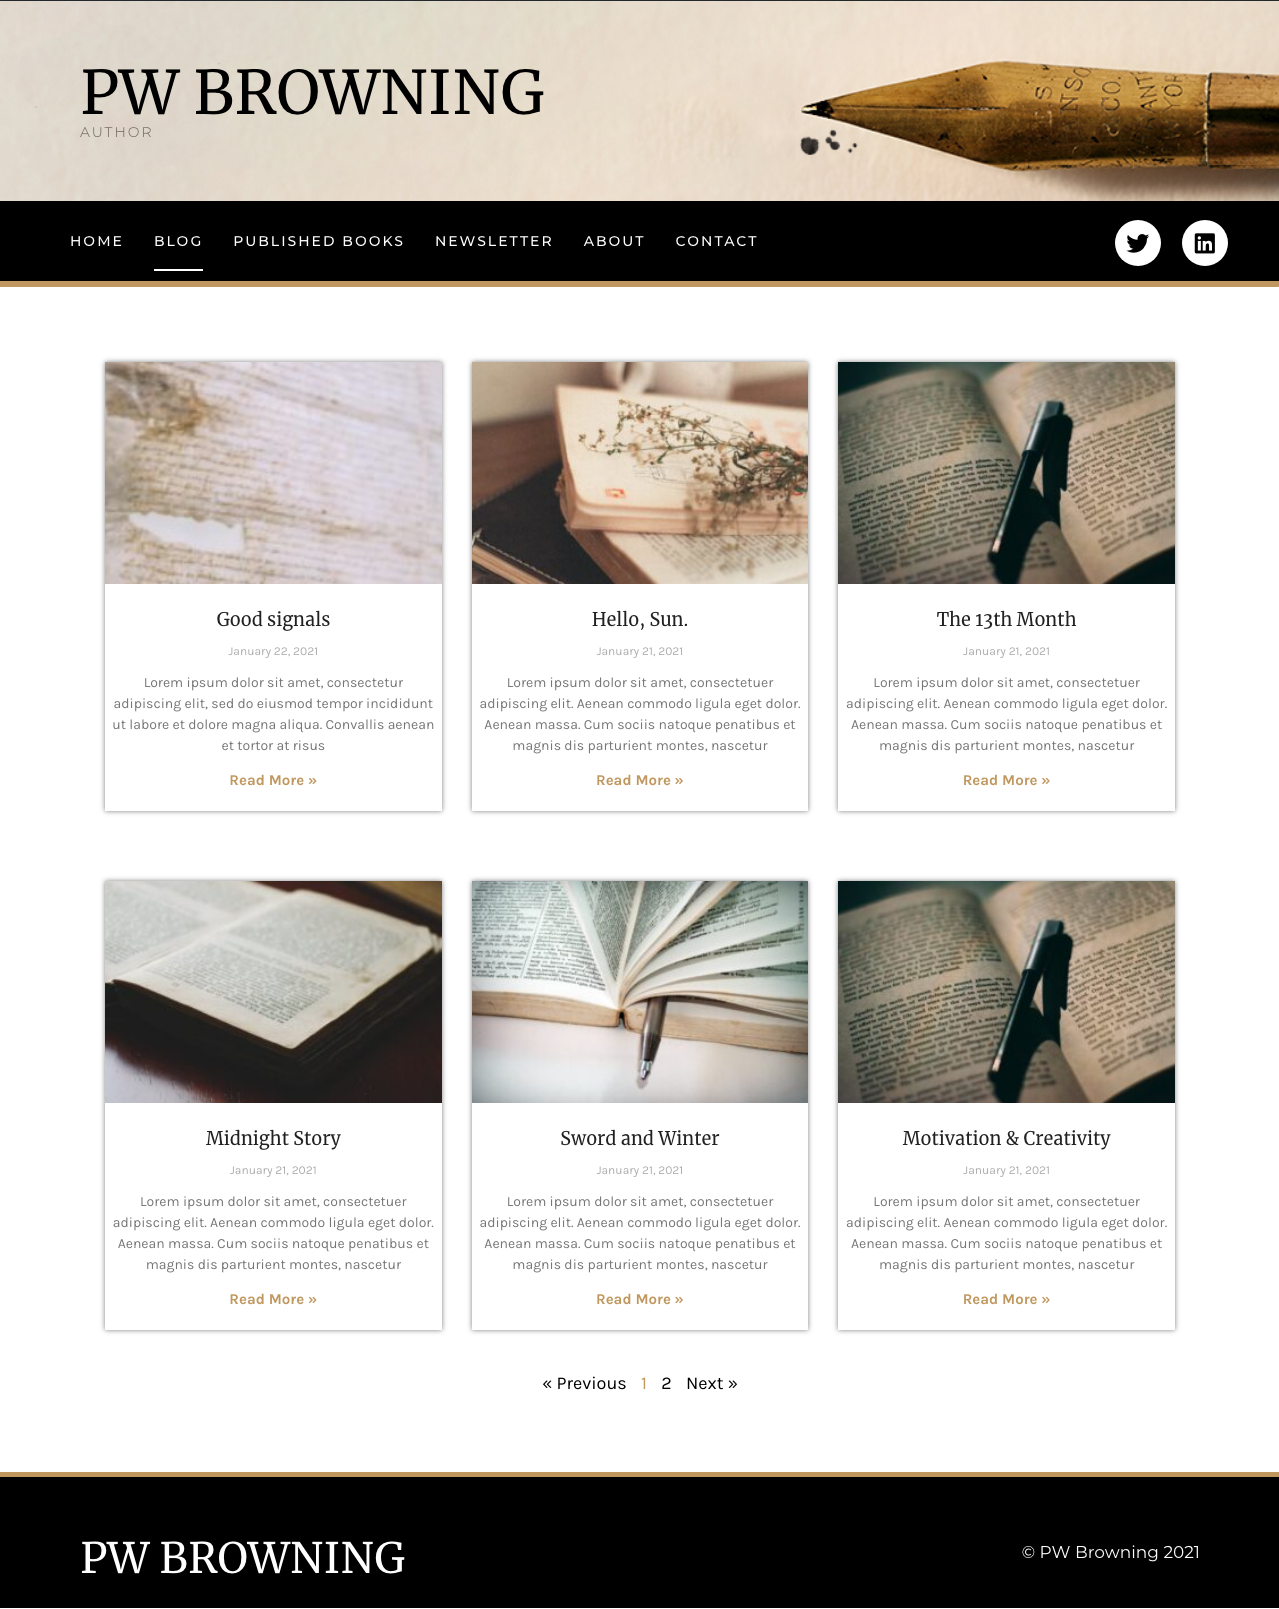 PW BROWNING
AUTHOR
HOME BLOG PUBLISHED BOOKS NEWSLETTER ABOUT CONTACT
Good signals
January 22, 2021
Lorem ipsum dolor sit amet, consectetur
adipiscing elit, sed do eiusmod tempor incididunt
ut labore et dolore magna aliqua. Convallis aenean
et tortor at risus
Read More »
Hello, Sun.
January 21, 2021
Lorem ipsum dolor sit amet, consectetuer
adipiscing elit. Aenean commodo ligula eget dolor.
Aenean massa. Cum sociis natoque penatibus et
magnis dis parturient montes, nascetur
Read More »
The 13th Month
January 21, 2021
Lorem ipsum dolor sit amet, consectetuer
adipiscing elit. Aenean commodo ligula eget dolor.
Aenean massa. Cum sociis natoque penatibus et
magnis dis parturient montes, nascetur
Read More »
Midnight Story
January 21, 2021
Lorem ipsum dolor sit amet, consectetuer
adipiscing elit. Aenean commodo ligula eget dolor.
Aenean massa. Cum sociis natoque penatibus et
magnis dis parturient montes, nascetur
Read More »
Sword and Winter
January 21, 2021
Lorem ipsum dolor sit amet, consectetuer
adipiscing elit. Aenean commodo ligula eget dolor.
Aenean massa. Cum sociis natoque penatibus et
magnis dis parturient montes, nascetur
Read More »
Motivation & Creativity
January 21, 2021
Lorem ipsum dolor sit amet, consectetuer
adipiscing elit. Aenean commodo ligula eget dolor.
Aenean massa. Cum sociis natoque penatibus et
magnis dis parturient montes, nascetur
Read More »
« Previous 1 2 Next »
PW BROWNING
© PW Browning 2021